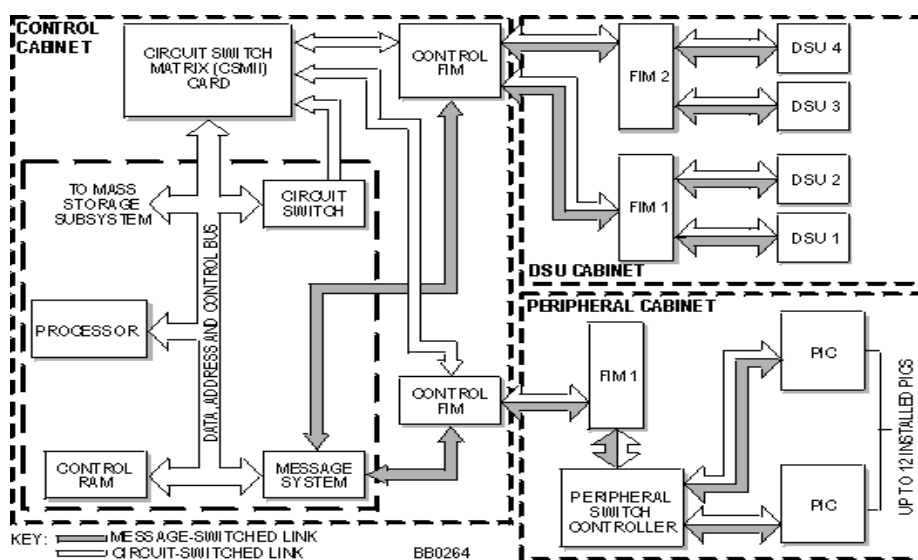 CONTROL
CABINET
CIRCUIT SWITCH
MATRIX (CSMII)
CARD
CONTROL
FIM
TO MASS
STORAGE
SUBSYSTEM
CIRCUIT
SWITCH
DATA, ADDRESS AND CONTROL BUS
PROCESSOR
CONTROL
RAM
MESSAGE
SYSTEM
CONTROL
FIM
FIM 2
DSU 4
DSU 3
FIM 1
DSU 2
DSU 1
DSU CABINET
PERIPHERAL CABINET
FIM 1
PIC
PERIPHERAL
SWITCH
CONTROLLER
PIC
UP TO 12 INSTALLED PICS
KEY:
MESSAGE-SWITCHED LINK
CIRCUIT-SWITCHED LINK
BB0264